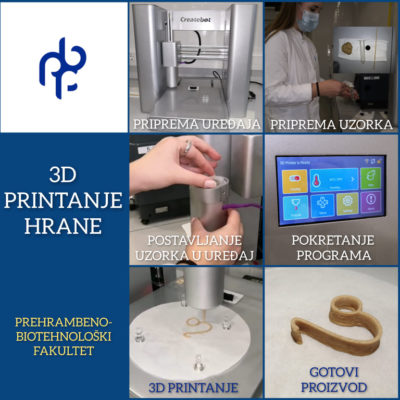 Createbot
PRIPREMA UREĐAJA
PRIPREMA UZORKA
3D
PRINTANJE
HRANE
POSTAVLJANJE
UZORKA U UREĐAJ
POKRETANJE
PROGRAMA
PREHRAMBENO-
BIOTEHNOLOŠKI
FAKULTET
3D PRINTANJE
GOTOVI
PROIZVOD